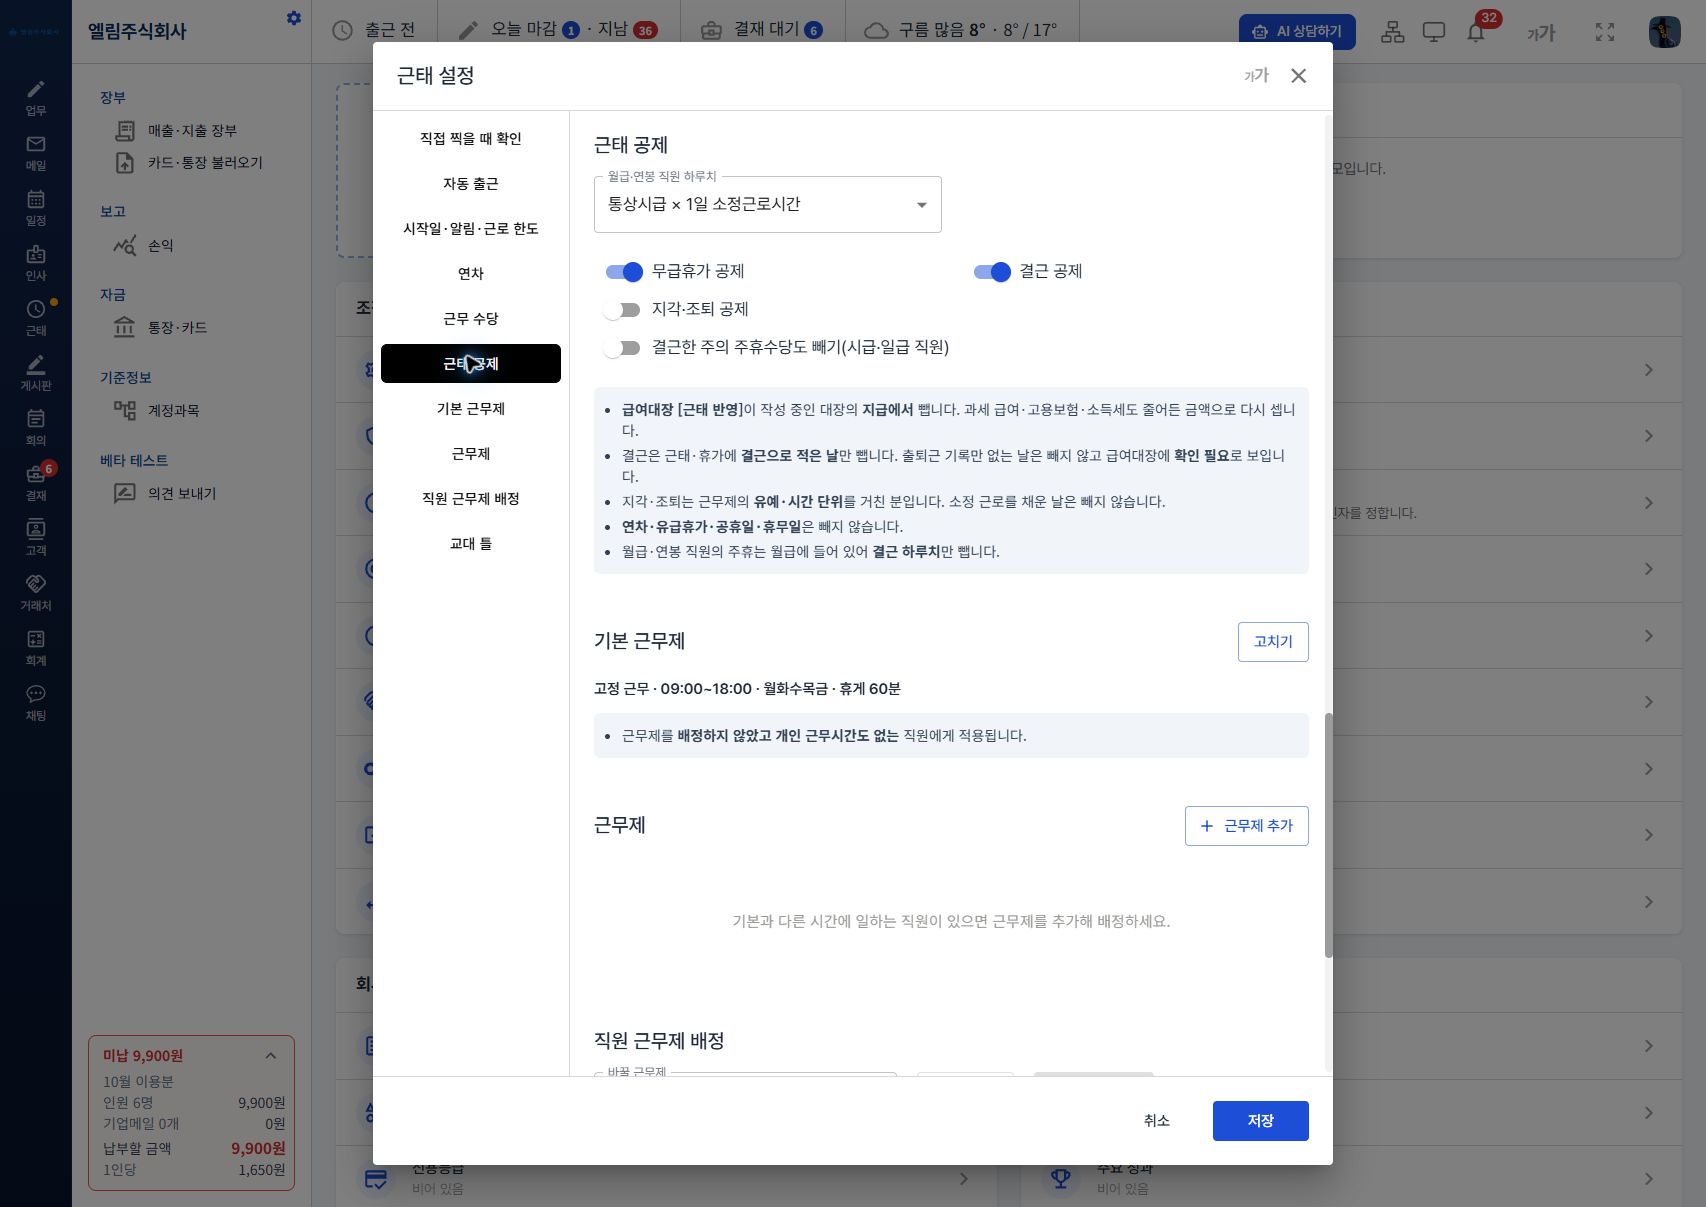 엘림주식회사
출근 전
오늘 마감 1 · 지남 36
결재 대기 6
구름 많음 8° · 8° / 17°
AI 상담하기
32
가가
업무
메일
일정
인사
근태
게시판
회의
6
결재
고객
거래처
회계
채팅
장부
매출·지출 장부
카드·통장 불러오기
보고
손익
자금
통장·카드
기준정보
계정과목
베타 테스트
의견 보내기
미납 9,900원
10월 이용분
인원 6명 9,900원
기업메일 0개 0원
납부할 금액 9,900원
1인당 1,650원
근태 설정
가가
직접 찍을 때 확인
자동 출근
시작일·알림·근로 한도
연차
근무 수당
근태 공제
기본 근무제
근무제
직원 근무제 배정
교대 틀
근태 공제
월급·연봉 직원 하루치
통상시급 × 1일 소정근로시간
무급휴가 공제
결근 공제
지각·조퇴 공제
결근한 주의 주휴수당도 빼기(시급·일급 직원)
급여대장 [근태 반영]이 작성 중인 대장의 지급에서 뺍니다. 과세 급여·고용보험·소득세도 줄어든 금액으로 다시 셉니
다.
결근은 근태·휴가에 결근으로 적은 날만 뺍니다. 출퇴근 기록만 없는 날은 빼지 않고 급여대장에 확인 필요로 보입니
다.
지각·조퇴는 근무제의 유예·시간 단위를 거친 분입니다. 소정 근로를 채운 날은 빼지 않습니다.
연차·유급휴가·공휴일·휴무일은 빼지 않습니다.
월급·연봉 직원의 주휴는 월급에 들어 있어 결근 하루치만 뺍니다.
기본 근무제
고치기
고정 근무 · 09:00~18:00 · 월화수목금 · 휴게 60분
근무제를 배정하지 않았고 개인 근무시간도 없는 직원에게 적용됩니다.
근무제
+ 근무제 추가
기본과 다른 시간에 일하는 직원이 있으면 근무제를 추가해 배정하세요.
직원 근무제 배정
바꿀 근무제
취소
저장
모입니다.
자를 정합니다.
신용등급
비어 있음
수요 성과
비어 있음